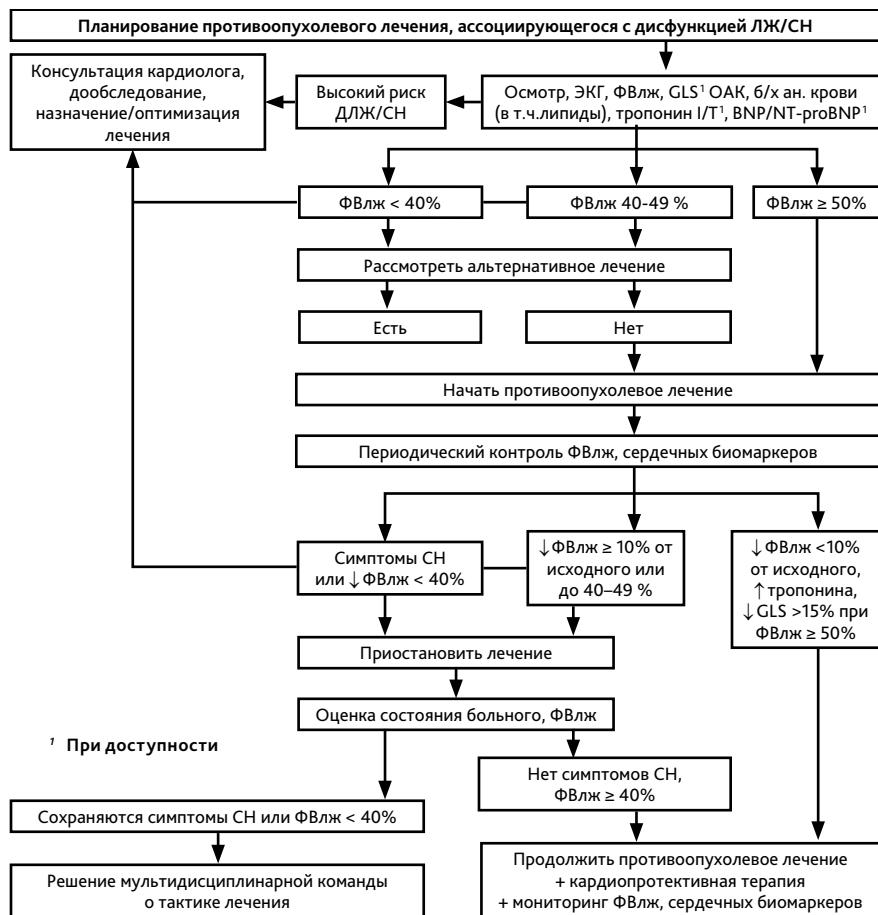 Планирование противоопухолевого лечения, ассоциирующегося с дисфункцией ЛЖ/СН
Консультация кардиолога,
дообследование,
назначение/оптимизация
лечения
Высокий риск
ДЛЖ/СН
Осмотр, ЭКГ, ФВлж, GLS¹ ОАК, б/х ан. крови
(в т.ч.липиды), тропонин I/T¹, BNP/NT-proBNP¹
ФВлж < 40%
ФВлж 40-49 %
ФВлж ≥ 50%
Рассмотреть альтернативное лечение
Есть
Нет
Начать противоопухолевое лечение
Периодический контроль ФВлж, сердечных биомаркеров
Симптомы СН
или ↓ФВлж < 40%
↓ФВлж ≥ 10% от
исходного или
до 40–49 %
↓ФВлж <10%
от исходного,
↑тропонина,
↓GLS >15% при
ФВлж ≥ 50%
Приостановить лечение
Оценка состояния больного, ФВлж
¹ При доступности
Нет симптомов СН,
ФВлж ≥ 40%
Сохраняются симптомы СН или ФВлж < 40%
Решение мультидисциплинарной команды
о тактике лечения
Продолжить противоопухолевое лечение
+ кардиопротективная терапия
+ мониторинг ФВлж, сердечных биомаркеров